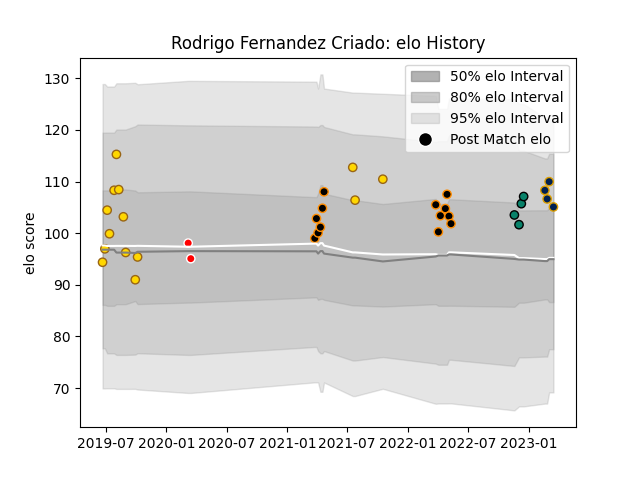 Rodrigo Fernandez Criado: elo History
50% elo Interval
80% elo Interval
95% elo Interval
Post Match elo
elo score
130
120
110
100
90
80
70
2019-07 2020-01 2020-07 2021-01 2021-07 2022-01 2022-07 2023-01